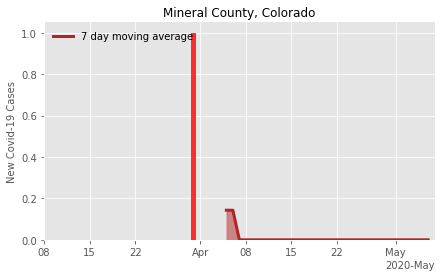 Mineral County, Colorado
7 day moving average
New Covid-19 Cases
1.0
0.8
0.6
0.4
0.2
0.0
08 15 22 Apr 08 15 22 May
2020-May